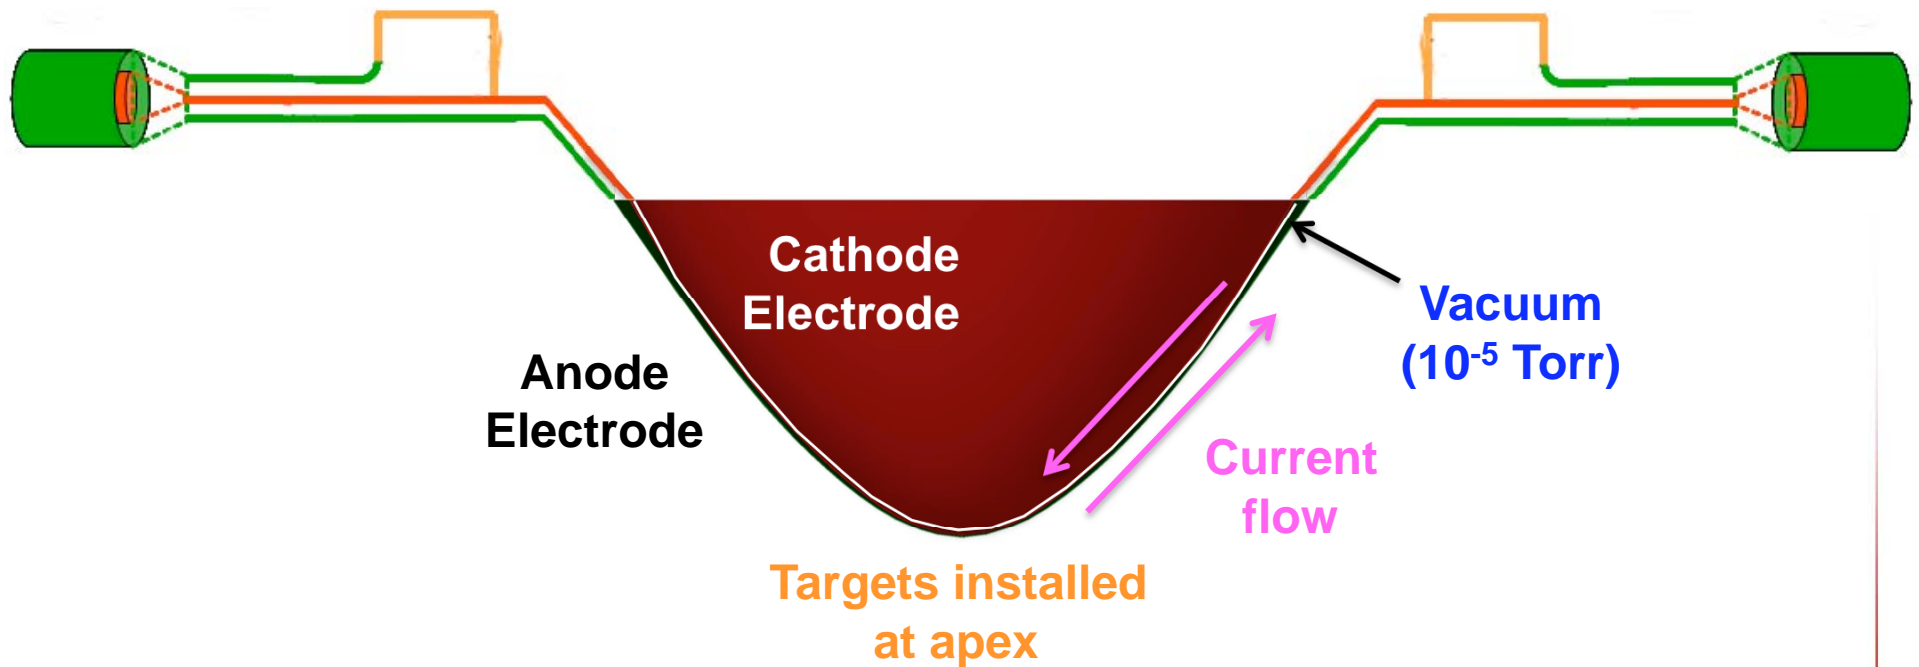 Cathode
Electrode
Anode
Electrode
Vacuum
(10⁻⁵ Torr)
Current
flow
Targets installed
at apex